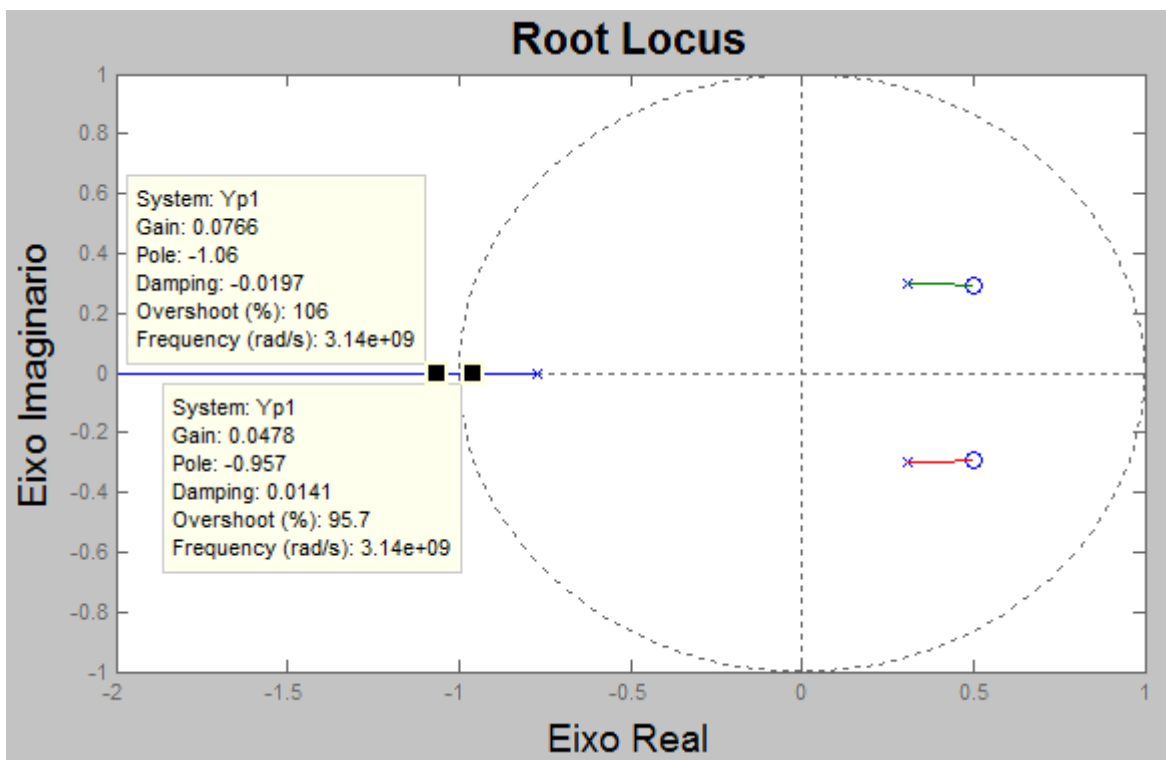 Root Locus
1
0.8
0.6
0.4
0.2
0
-0.2
-0.4
-0.6
-0.8
-1
Eixo Imaginario
System: Yp1
Gain: 0.0766
Pole: -1.06
Damping: -0.0197
Overshoot (%): 106
Frequency (rad/s): 3.14e+09
System: Yp1
Gain: 0.0478
Pole: -0.957
Damping: 0.0141
Overshoot (%): 95.7
Frequency (rad/s): 3.14e+09
-2
-1.5
-1
-0.5
0
0.5
1
Eixo Real